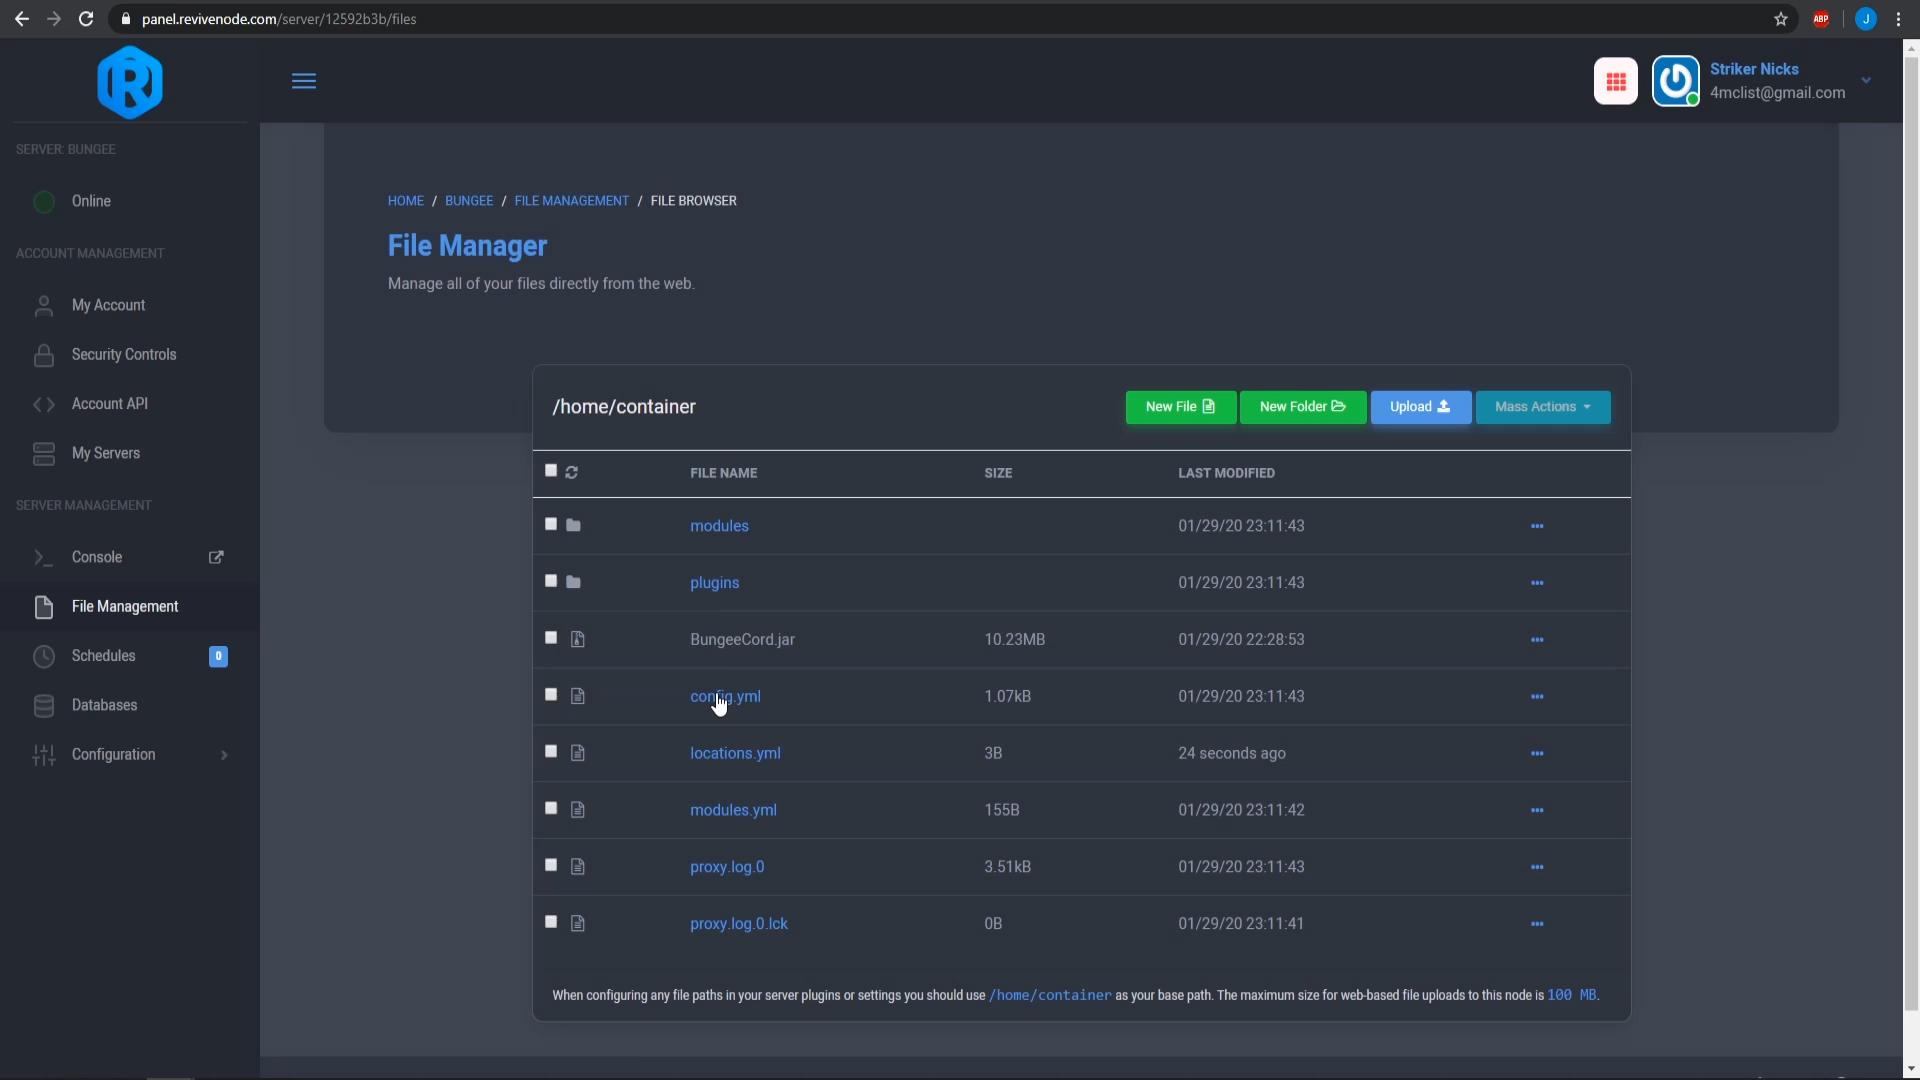 panel.revivenode.com/server/12592b3b/files
ABP
J
R
Striker Nicks
4mclist@gmail.com
SERVER: BUNGEE
Online
ACCOUNT MANAGEMENT
My Account
Security Controls
Account API
My Servers
SERVER MANAGEMENT
Console
File Management
Schedules 0
Databases
Configuration
HOME / BUNGEE / FILE MANAGEMENT / FILE BROWSER
File Manager
Manage all of your files directly from the web.
/home/container
New File
New Folder
Upload
Mass Actions
FILE NAME SIZE LAST MODIFIED
modules 01/29/20 23:11:43
plugins 01/29/20 23:11:43
BungeeCord.jar 10.23MB 01/29/20 22:28:53
config.yml 1.07kB 01/29/20 23:11:43
locations.yml 3B 24 seconds ago
modules.yml 155B 01/29/20 23:11:42
proxy.log.0 3.51kB 01/29/20 23:11:43
proxy.log.0.lck 0B 01/29/20 23:11:41
When configuring any file paths in your server plugins or settings you should use /home/container as your base path. The maximum size for web-based file uploads to this node is 100 MB.